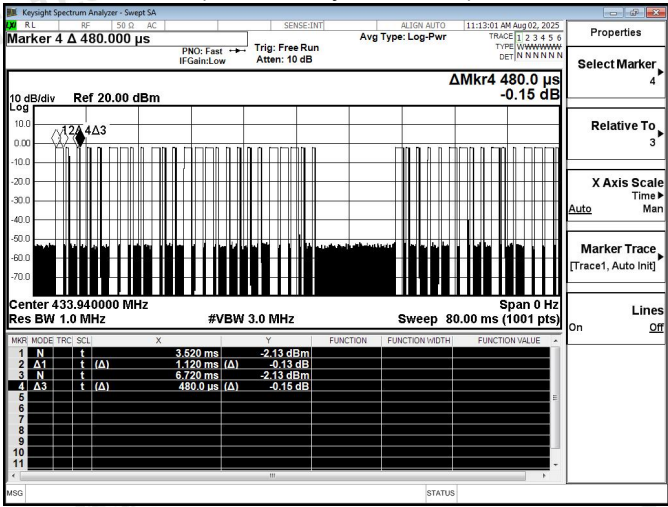 Keysight Spectrum Analyzer - Swept SA
RL RF 50 Ω AC SENSE:INT ALIGN AUTO 11:13:01 AM Aug 02, 2025
Marker 4 Δ 480.000 μs
PNO: Fast Trig: Free Run Avg Type: Log-Pwr TRACE 1 2 3 4 5 6
TYPE WWWWWW
IFGain:Low Atten: 10 dB DET N N N N N N
ΔMkr4 480.0 μs
-0.15 dB
10 dB/div Ref 20.00 dBm
Log
10.0
0.00
-10.0
-20.0
-30.0
-40.0
-50.0
-60.0
-70.0
4Δ3
Center 433.940000 MHz Span 0 Hz
Res BW 1.0 MHz #VBW 3.0 MHz Sweep 80.00 ms (1001 pts)
MKR MODE TRC SCL X Y FUNCTION FUNCTION WIDTH FUNCTION VALUE
1 N t 3.520 ms -2.13 dBm
2 Δ1 t (Δ) 1.120 ms (Δ) -0.13 dB
3 N t 6.720 ms -2.13 dBm
4 Δ3 t (Δ) 480.0 μs (Δ) -0.15 dB
5
6
7
8
9
10
11
MSG STATUS
Properties
Select Marker
4
Relative To
3
X Axis Scale
Time
Auto Man
Marker Trace
[Trace1, Auto Init]
Lines
On Off